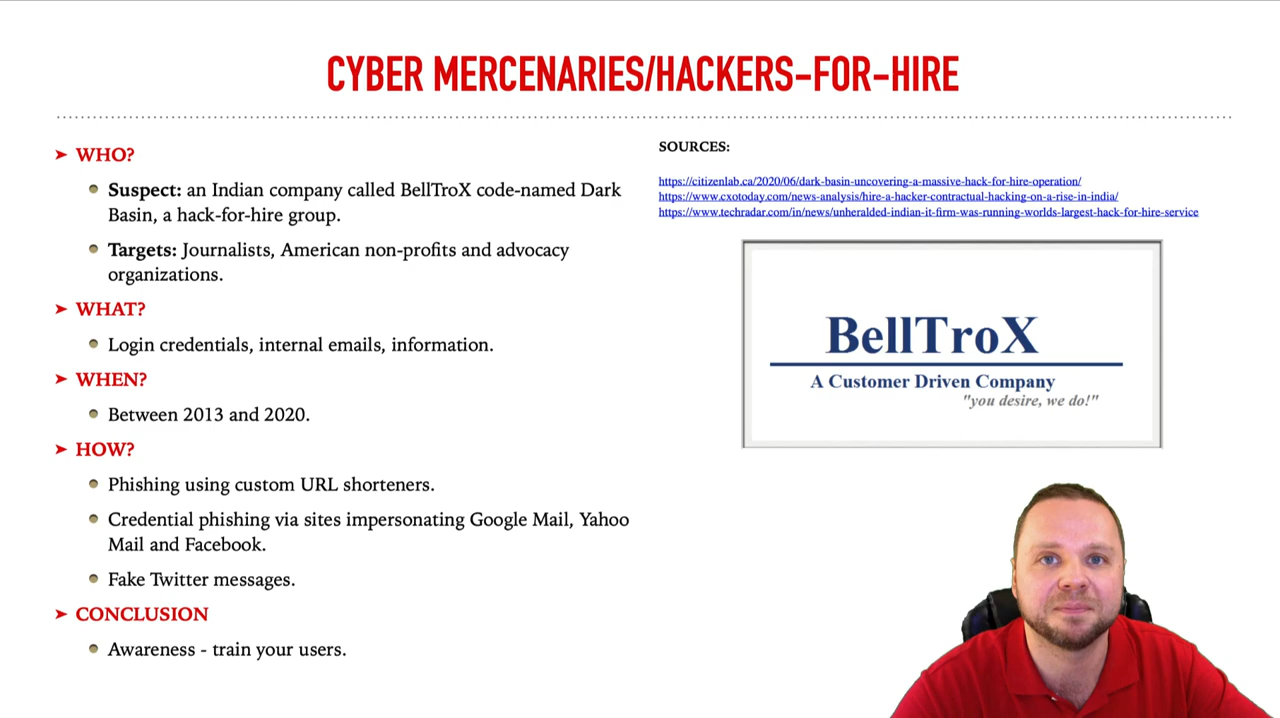 CYBER MERCENARIES/HACKERS-FOR-HIRE
WHO?
Suspect: an Indian company called BellTroX code-named Dark
Basin, a hack-for-hire group.
Targets: Journalists, American non-profits and advocacy
organizations.
WHAT?
Login credentials, internal emails, information.
WHEN?
Between 2013 and 2020.
HOW?
Phishing using custom URL shorteners.
Credential phishing via sites impersonating Google Mail, Yahoo
Mail and Facebook.
Fake Twitter messages.
CONCLUSION
Awareness - train your users.
SOURCES:
https://citizenlab.ca/2020/06/dark-basin-uncovering-a-massive-hack-for-hire-operation/
https://www.cxotoday.com/news-analysis/hire-a-hacker-contractual-hacking-on-a-rise-in-india/
https://www.techradar.com/in/news/unheralded-indian-it-firm-was-running-worlds-largest-hack-for-hire-service
BellTroX
A Customer Driven Company
"you desire, we do!"